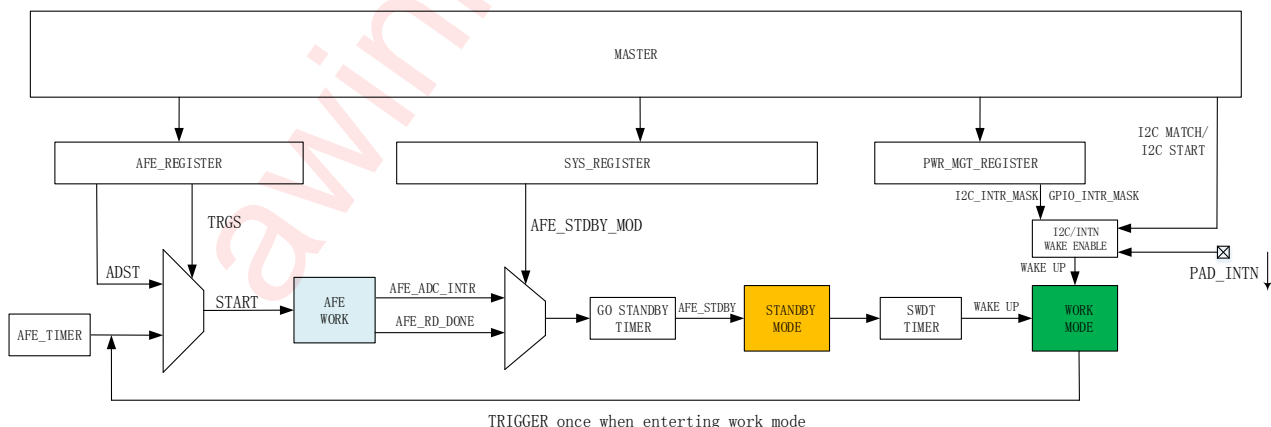 MASTER
I2C MATCH/
I2C START
AFE_REGISTER
SYS_REGISTER
PWR_MGT_REGISTER
I2C_INTR_MASK
GPIO_INTR_MASK
TRGS
AFE_STDBY_MOD
I2C/INTN
WAKE ENABLE
PAD_INTN
WAKE UP
ADST
START
AFE
WORK
AFE_ADC_INTR
AFE_RD_DONE
GO STANDBY
TIMER
AFE_STDBY
STANDBY
MODE
SWDT
TIMER
WAKE UP
WORK
MODE
AFE_TIMER
TRIGGER once when enterting work mode
awin